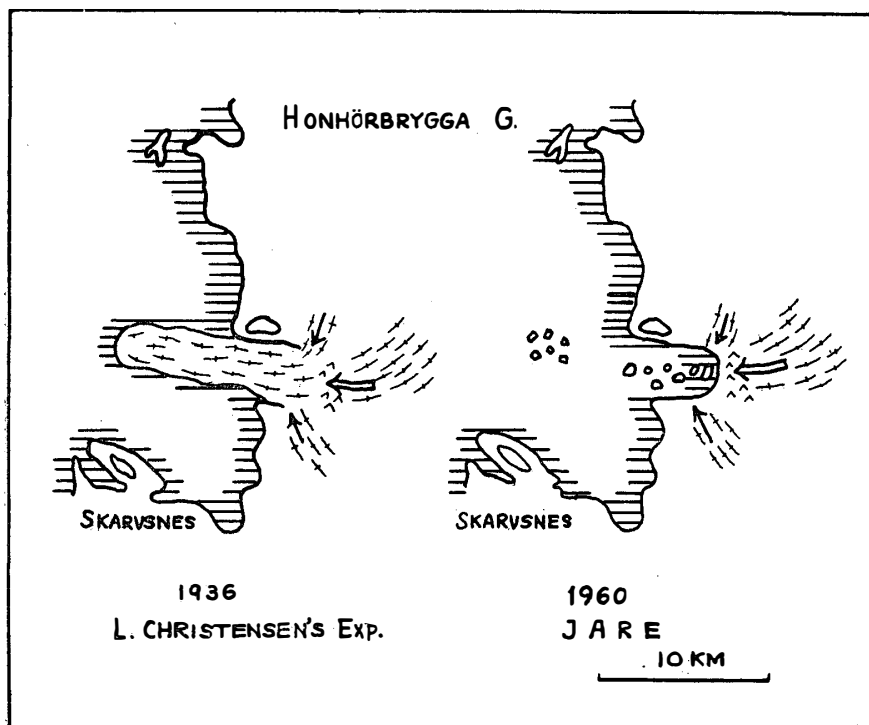 HONHÖRBRYGGA G.
SKARVSNES
SKARVSNES
1936
L. CHRISTENSEN'S EXP.
1960
JARE
10 KM